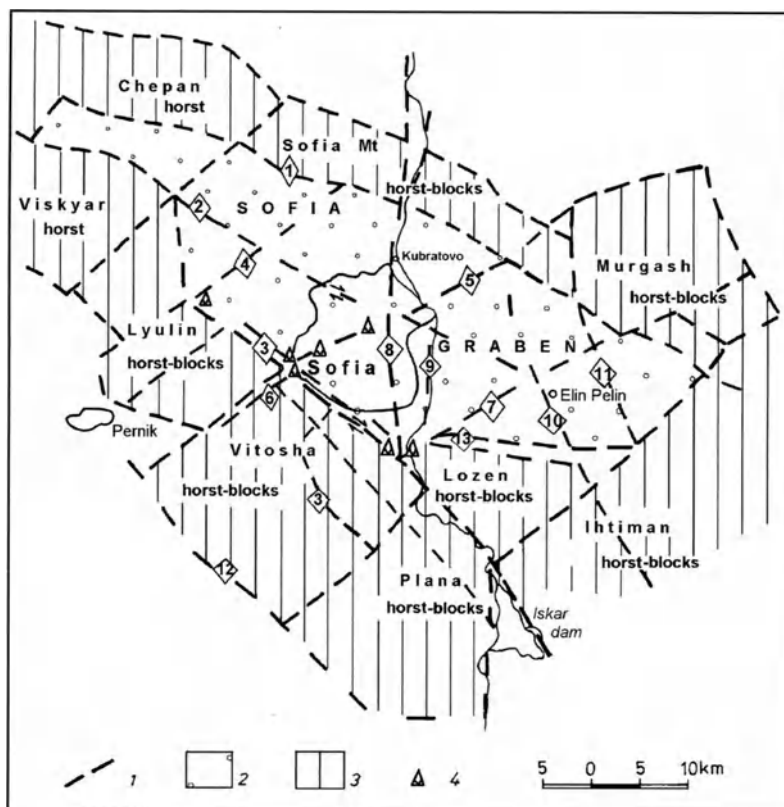 Chepan
horst
Sofia Mt
horst-blocks
1
Viskyar
horst
2
SOFIA
Kubratovo
4
5
Murgash
horst-blocks
Lyulin
horst-blocks
3
Sofia
8
GRABEN
9
11
Elin Pelin
6
7
10
Pernik
13
Vitosha
horst-blocks
Lozen
horst-blocks
3
Ihtiman
horst-blocks
12
Plana
horst-blocks
Iskar
dam
1
2
3
4
5 0 5 10km